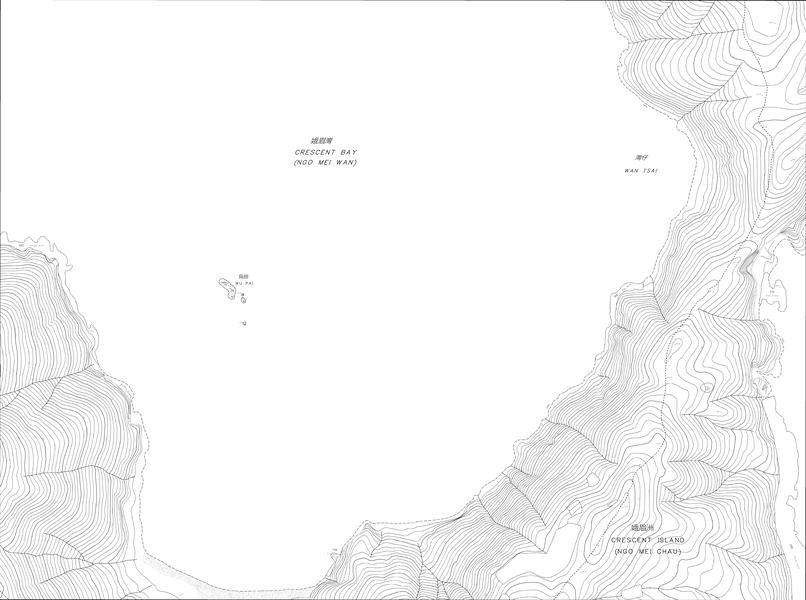 娥眉灣
CRESCENT BAY
(NGO MEI WAN)
灣仔
WAN TSAI
烏排
WU PAI
娥眉洲
CRESCENT ISLAND
(NGO MEI CHAU)